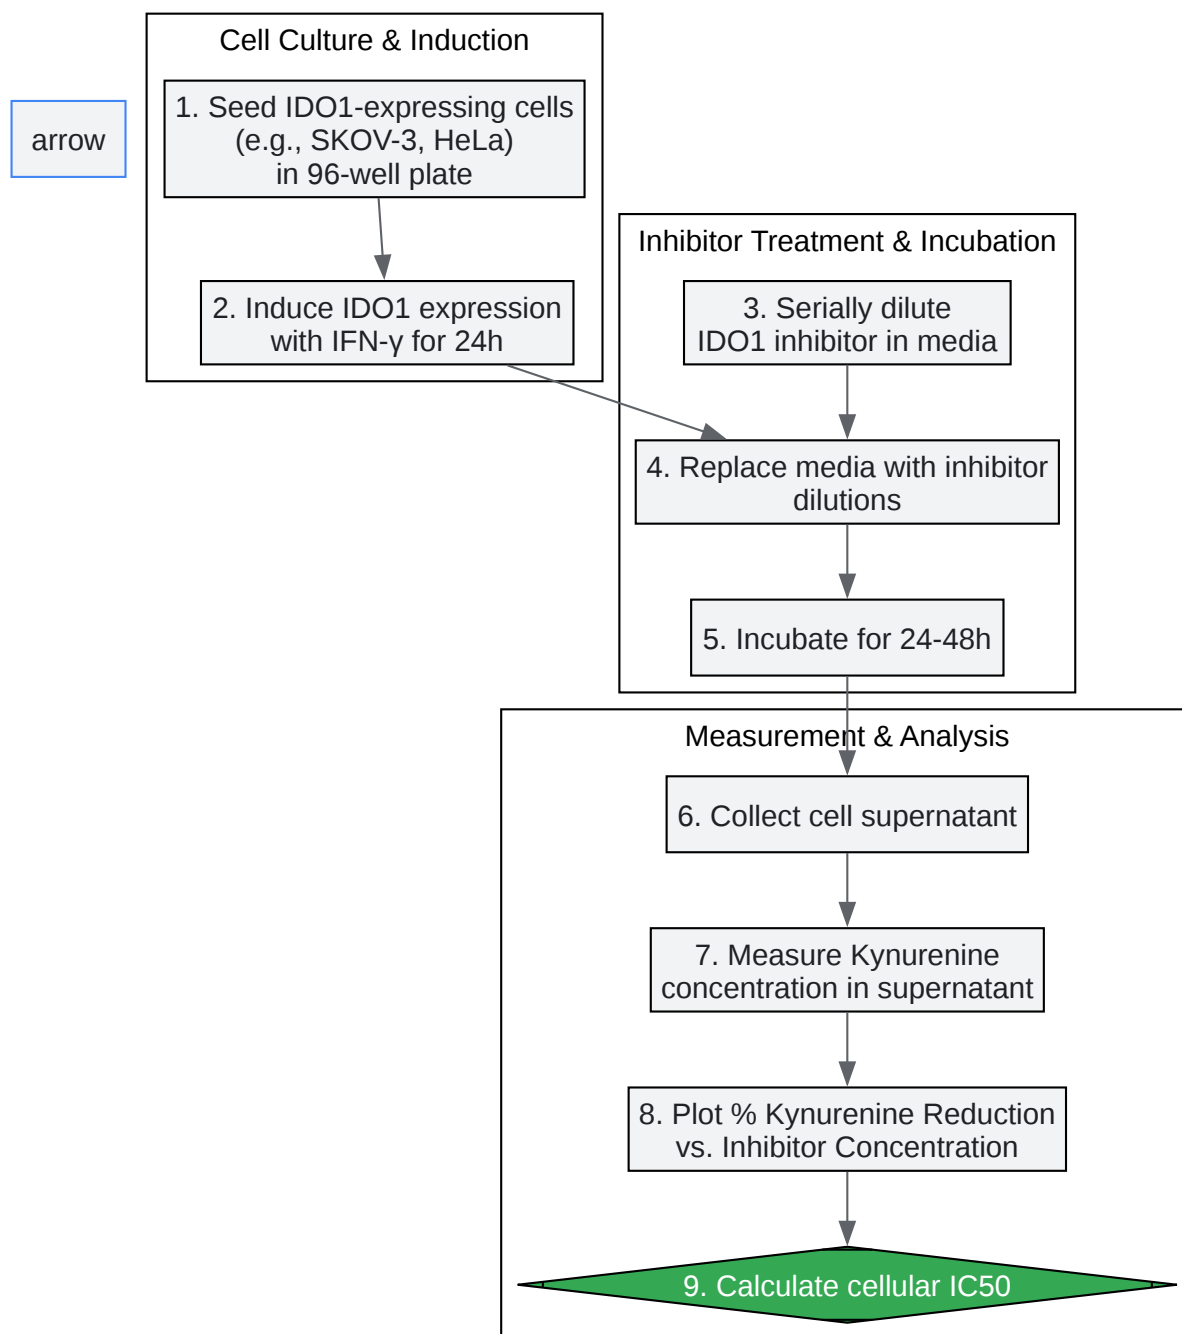 Cell Culture & Induction
arrow
1. Seed IDO1-expressing cells
(e.g., SKOV-3, HeLa)
in 96-well plate
2. Induce IDO1 expression
with IFN-γ for 24h
Inhibitor Treatment & Incubation
3. Serially dilute
IDO1 inhibitor in media
4. Replace media with inhibitor
dilutions
5. Incubate for 24-48h
Measurement & Analysis
6. Collect cell supernatant
7. Measure Kynurenine
concentration in supernatant
8. Plot % Kynurenine Reduction
vs. Inhibitor Concentration
9. Calculate cellular IC50